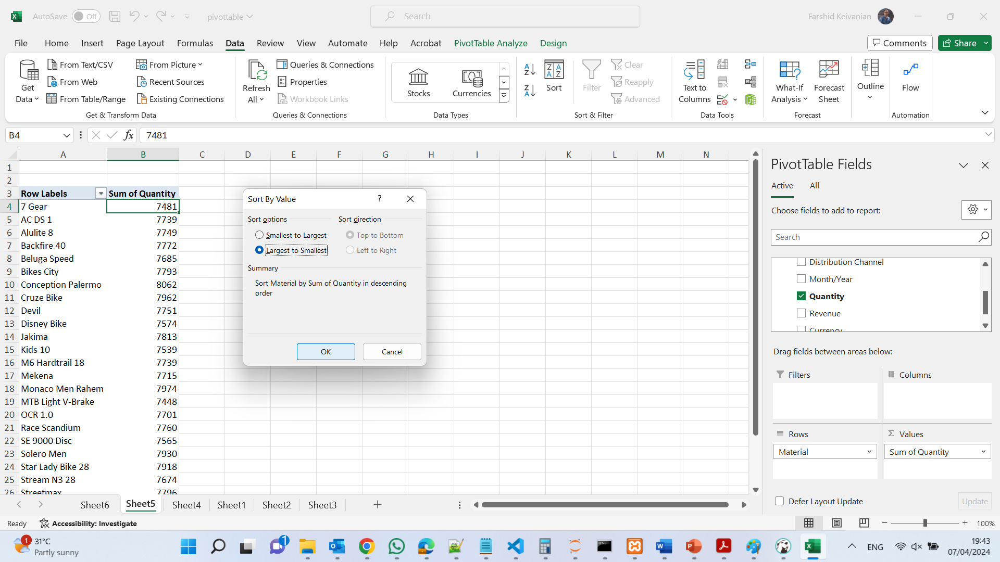 AutoSave Off pivottable Search Farshid Keivanian
File Home Insert Page Layout Formulas Data Review View Automate Help Acrobat PivotTable Analyze Design Comments Share
Get Data
From Text/CSV
From Web
From Table/Range
From Picture
Recent Sources
Existing Connections
Get & Transform Data
Refresh All
Queries & Connections
Properties
Workbook Links
Queries & Connections
Stocks
Currencies
Data Types
Sort
Filter
Clear
Reapply
Advanced
Sort & Filter
Text to Columns
Data Tools
What-If Analysis
Forecast Sheet
Forecast
Outline
Flow
Automation
B4 fx 7481
A B C D E F G H I J K L M N
1
2
3 Row Labels Sum of Quantity
4 7 Gear 7481
5 AC DS 1 7739
6 Alulite 8 7749
7 Backfire 40 7772
8 Beluga Speed 7685
9 Bikes City 7793
10 Conception Palermo 8062
11 Cruze Bike 7962
12 Devil 7751
13 Disney Bike 7574
14 Jakima 7813
15 Kids 10 7539
16 M6 Hardtrail 18 7739
17 Mekena 7715
18 Monaco Men Rahem 7974
19 MTB Light V-Brake 7448
20 OCR 1.0 7701
21 Race Scandium 7760
22 SE 9000 Disc 7565
23 Solero Men 7930
24 Star Lady Bike 28 7918
25 Stream N3 28 7674
26 Streetmax 7796
Sort By Value ?
Sort options Sort direction
Smallest to Largest Top to Bottom
Largest to Smallest Left to Right
Summary
Sort Material by Sum of Quantity in descending
order
OK Cancel
PivotTable Fields
Active All
Choose fields to add to report:
Search
Distribution Channel
Month/Year
Quantity
Revenue
Currency
Drag fields between areas below:
Filters Columns
Rows Values
Material Sum of Quantity
Defer Layout Update Update
Sheet6 Sheet5 Sheet4 Sheet1 Sheet2 Sheet3
Ready Accessibility: Investigate 100%
1 31°C
Partly sunny
1
ENG
19:43
07/04/2024